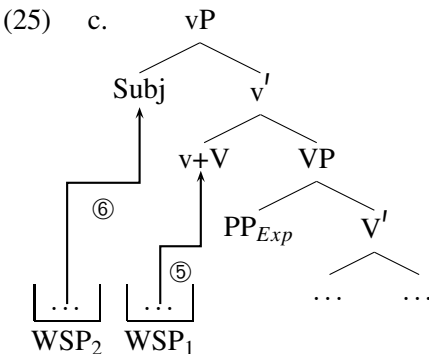 (25) c. vP
Subj v′
v+V VP
⑥ PP_Exp V′
⑤
... ... ... ...
WSP₂ WSP₁